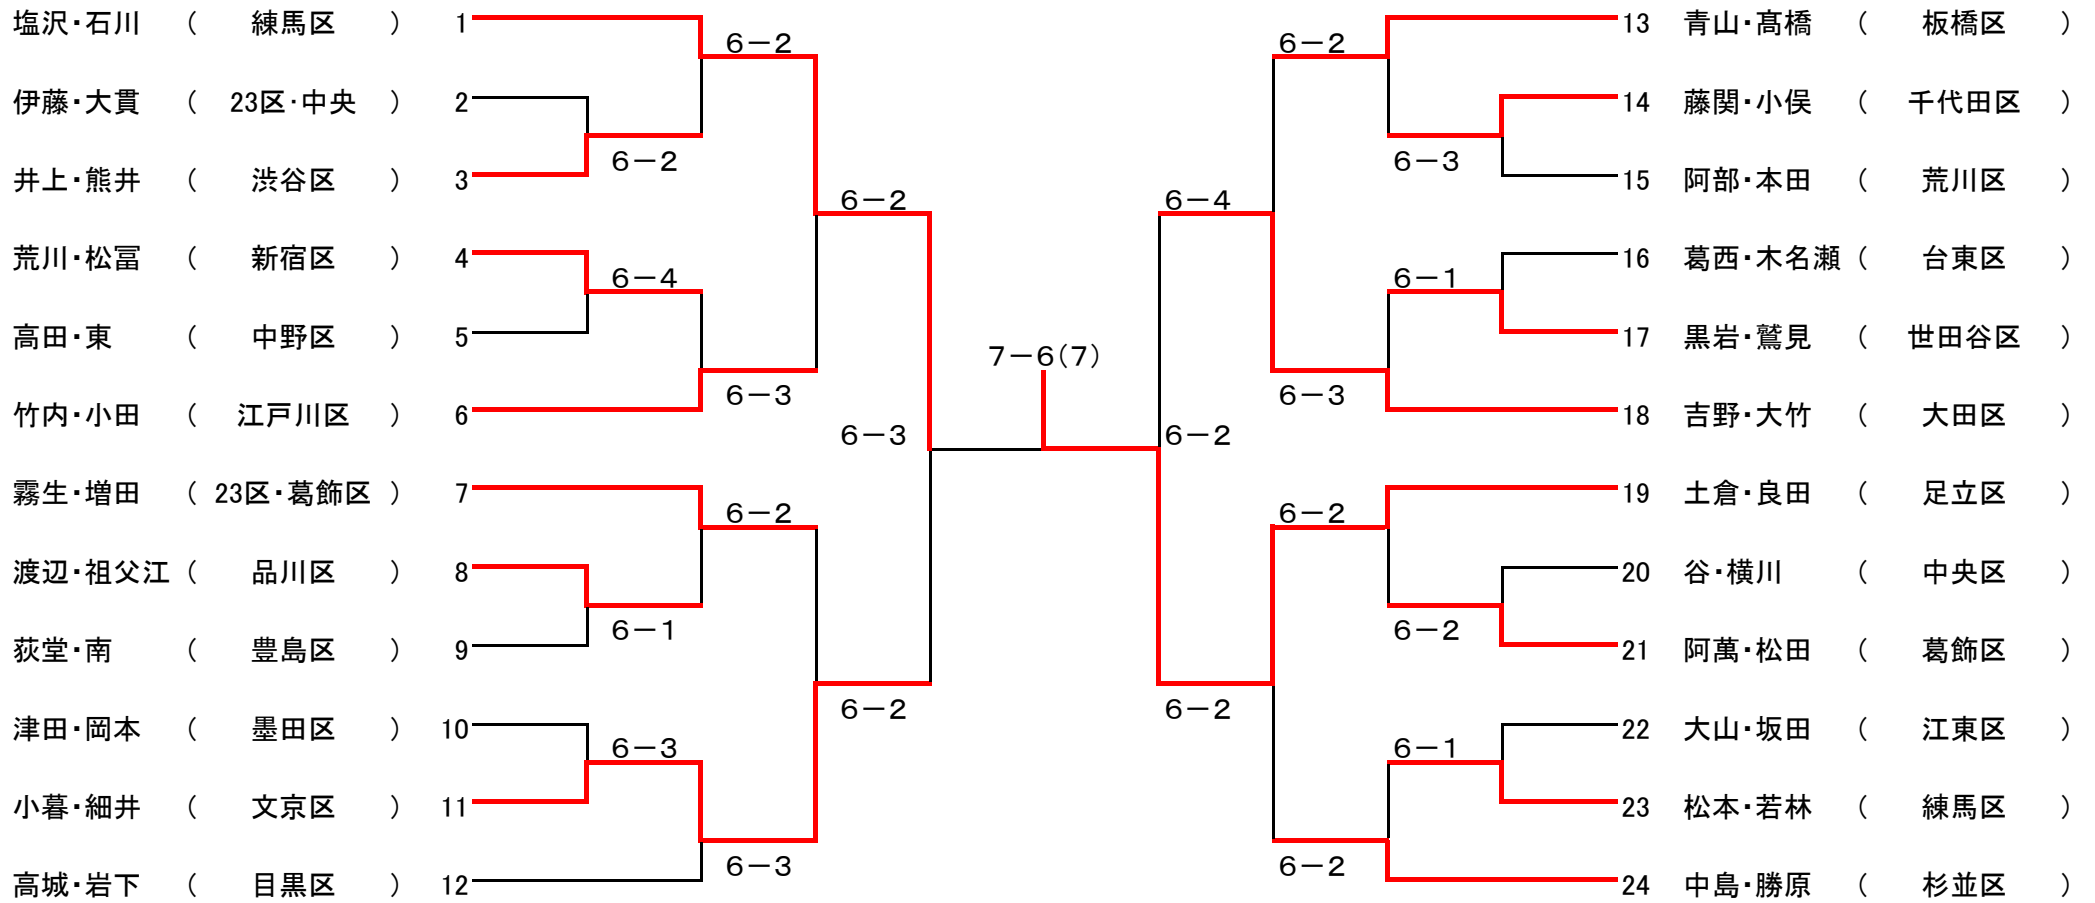 塩沢・石川 （ 練馬区 ） 1
6－2
6－2
13 青山・髙橋 （ 板橋区 ）
伊藤・大貫 （ 23区・中央 ） 2
14 藤関・小俣 （ 千代田区 ）
6－2
6－3
井上・熊井 （ 渋谷区 ） 3
6－2
6－4
15 阿部・本田 （ 荒川区 ）
荒川・松冨 （ 新宿区 ） 4
6－4
6－1
16 葛西・木名瀬 （ 台東区 ）
高田・東 （ 中野区 ） 5
7－6(7)
17 黒岩・鷲見 （ 世田谷区 ）
6－3
6－3
竹内・小田 （ 江戸川区 ） 6
6－3
6－2
18 吉野・大竹 （ 大田区 ）
霧生・増田 （ 23区・葛飾区 ） 7
6－2
6－2
19 土倉・良田 （ 足立区 ）
渡辺・祖父江 （ 品川区 ） 8
20 谷・横川 （ 中央区 ）
6－1
6－2
荻堂・南 （ 豊島区 ） 9
21 阿萬・松田 （ 葛飾区 ）
6－2
6－2
津田・岡本 （ 墨田区 ） 10
6－3
6－1
22 大山・坂田 （ 江東区 ）
小暮・細井 （ 文京区 ） 11
23 松本・若林 （ 練馬区 ）
6－3
6－2
高城・岩下 （ 目黒区 ） 12
24 中島・勝原 （ 杉並区 ）